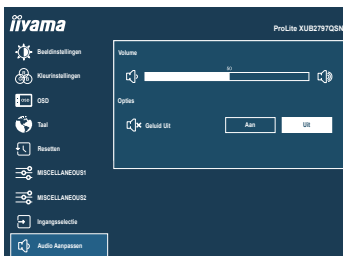 iiyama
ProLite XUB2797QSN
Beeldinstellingen
Kleurinstellingen
OSD
OSD
Taal
Resetten
MISCELLANEOUS1
MISCELLANEOUS2
Ingangsselectie
Audio Aanpassen
Volume
50
Opties
Geluid Uit
Aan
Uit